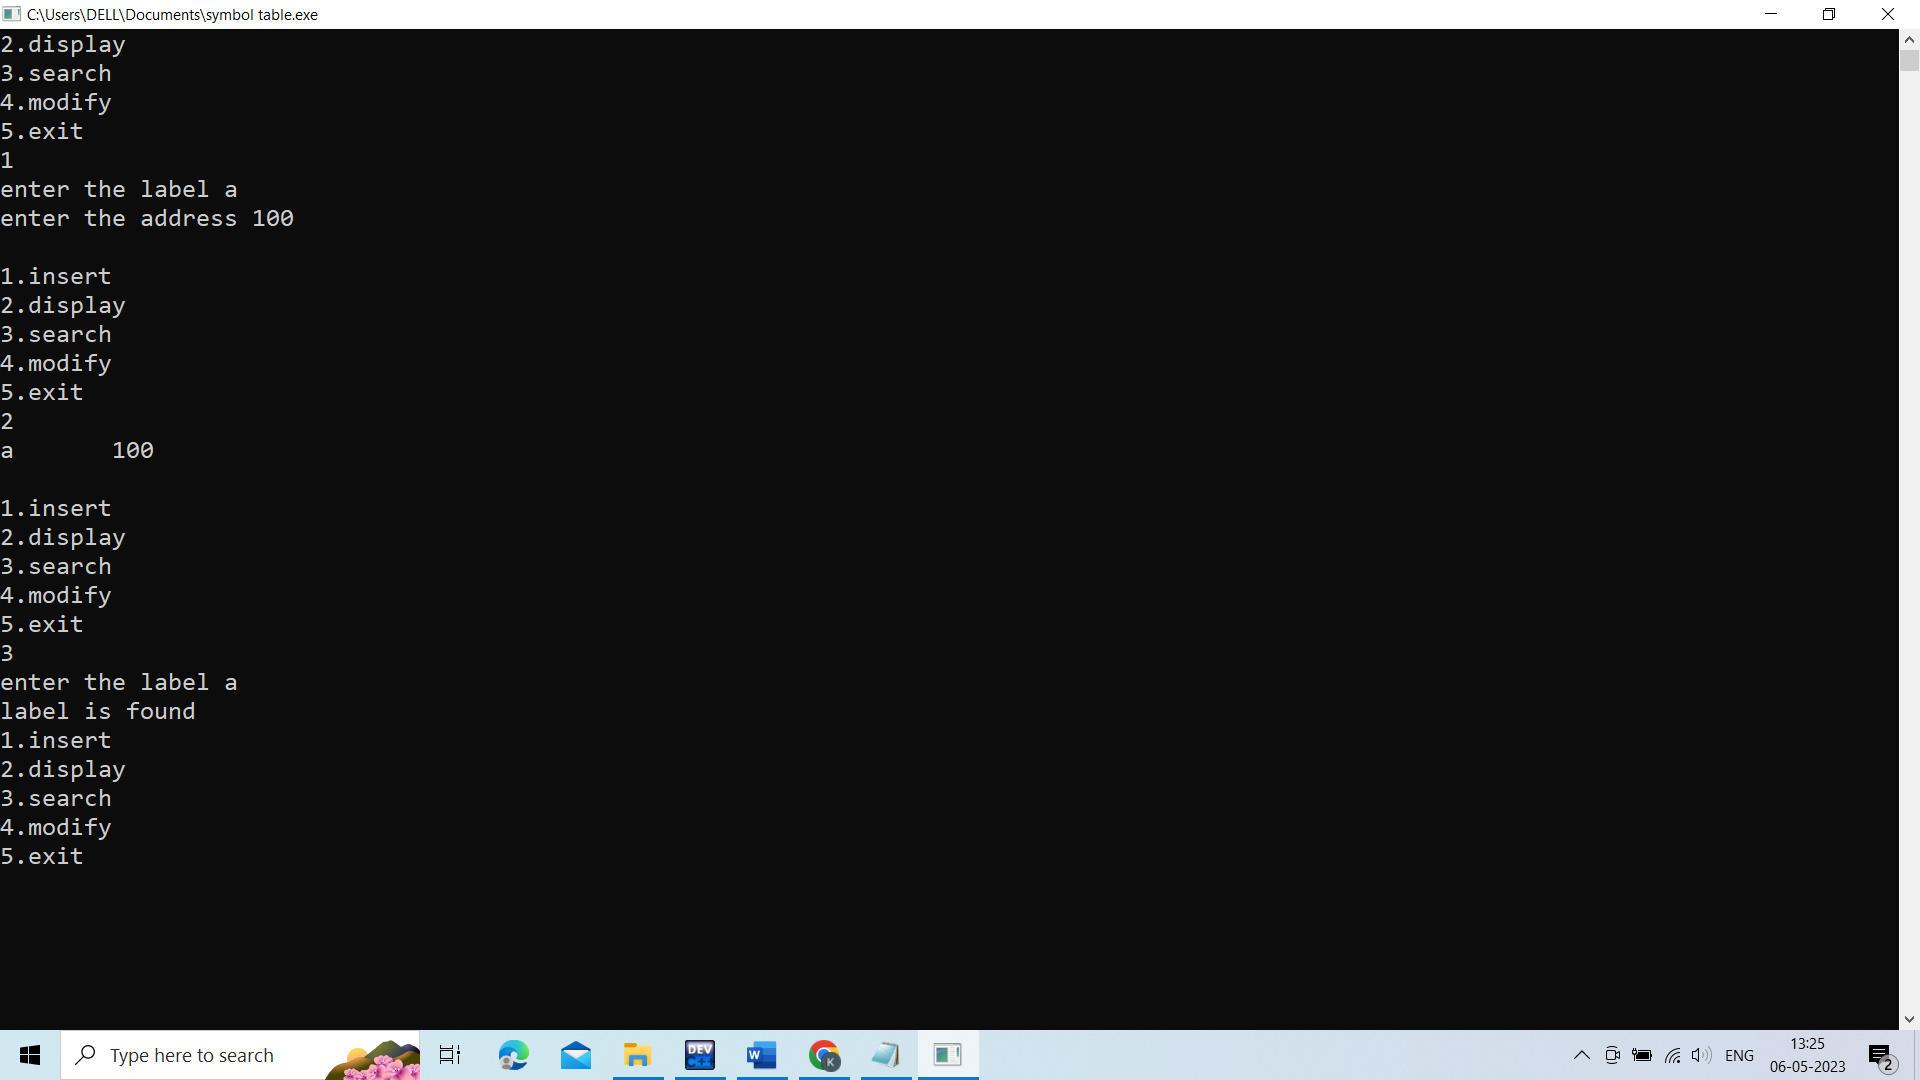 C:\Users\DELL\Documents\symbol table.exe
2.display
3.search
4.modify
5.exit
1
enter the label a
enter the address 100
1.insert
2.display
3.search
4.modify
5.exit
2
a 100
1.insert
2.display
3.search
4.modify
5.exit
3
enter the label a
label is found
1.insert
2.display
3.search
4.modify
5.exit
Type here to search
DEV C++
W
K
ENG
13:25
06-05-2023
2